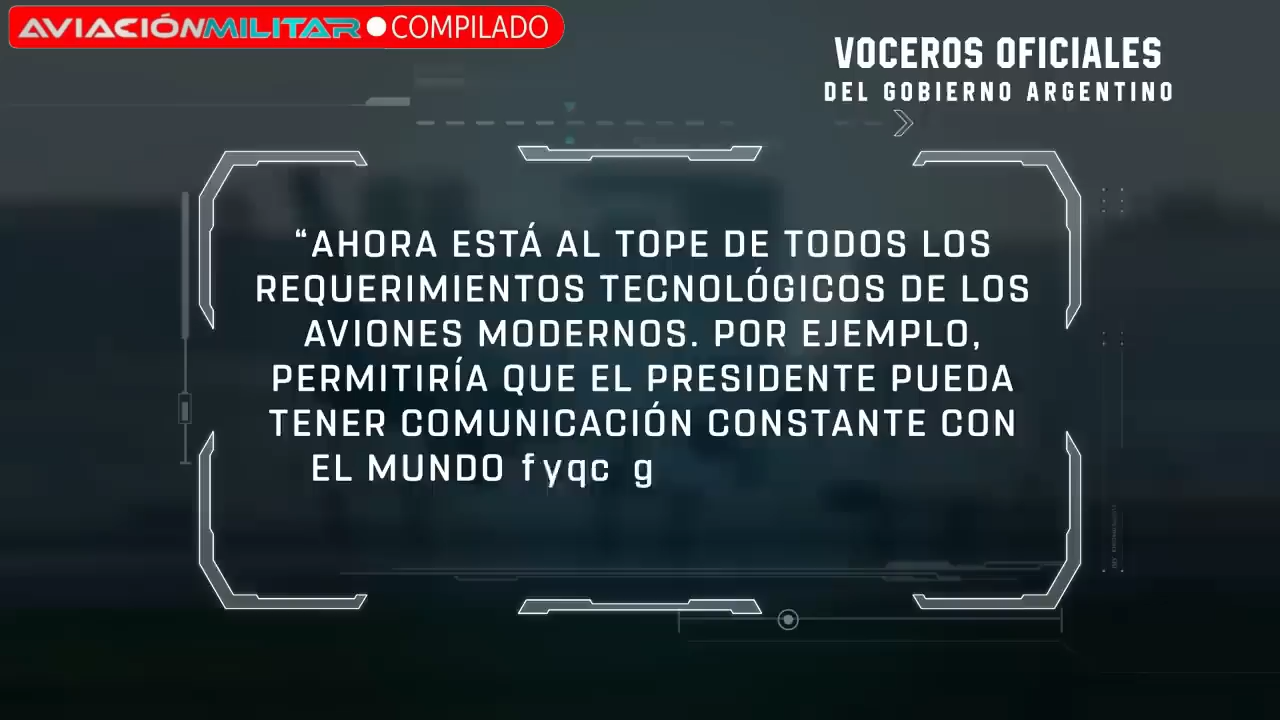 AVIACIÓNMILITAR COMPILADO
VOCEROS OFICIALES
DEL GOBIERNO ARGENTINO
“AHORA ESTÁ AL TOPE DE TODOS LOS
REQUERIMIENTOS TECNOLÓGICOS DE LOS
AVIONES MODERNOS. POR EJEMPLO,
PERMITIRÍA QUE EL PRESIDENTE PUEDA
TENER COMUNICACIÓN CONSTANTE CON
EL MUNDO fyqc g